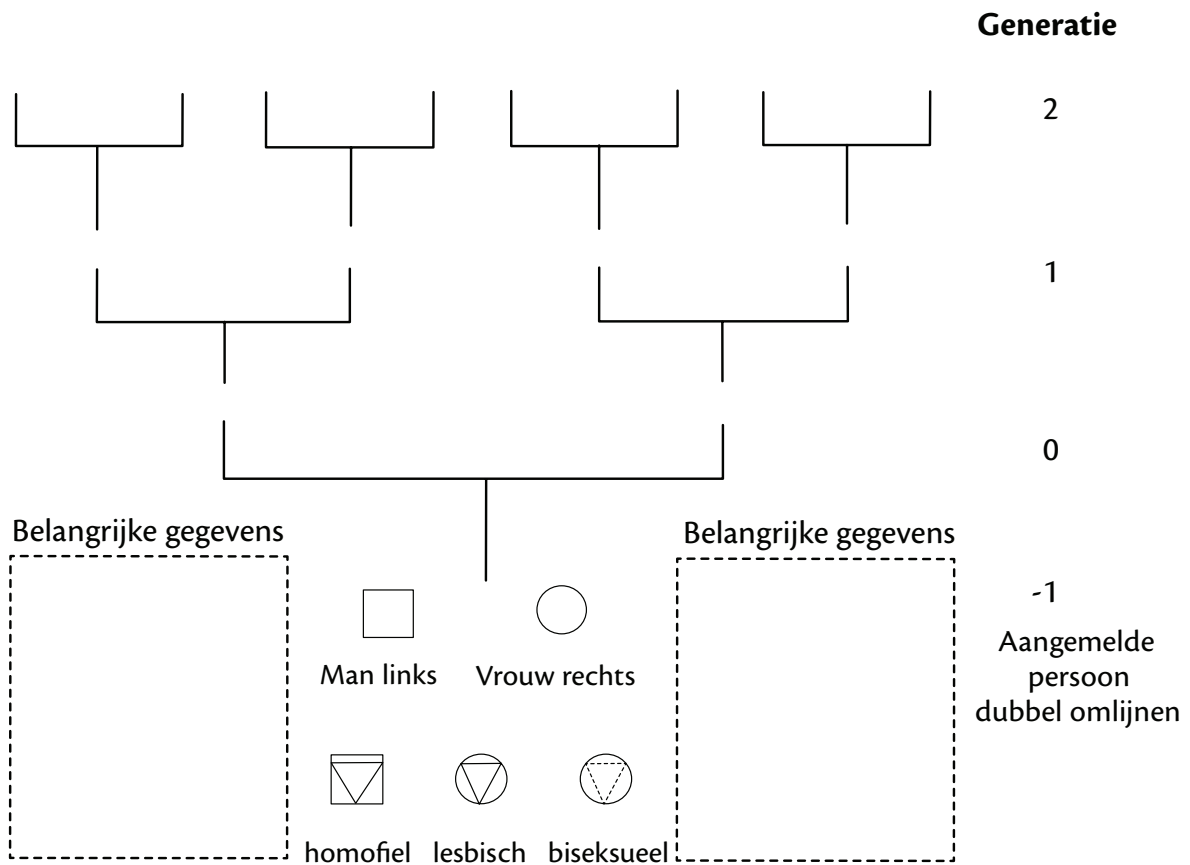 Generatie
2
1
0
Belangrijke gegevens
Belangrijke gegevens
-1
Man links
Vrouw rechts
Aangemelde
persoon
dubbel omlijnen
homofiel
lesbisch
biseksueel